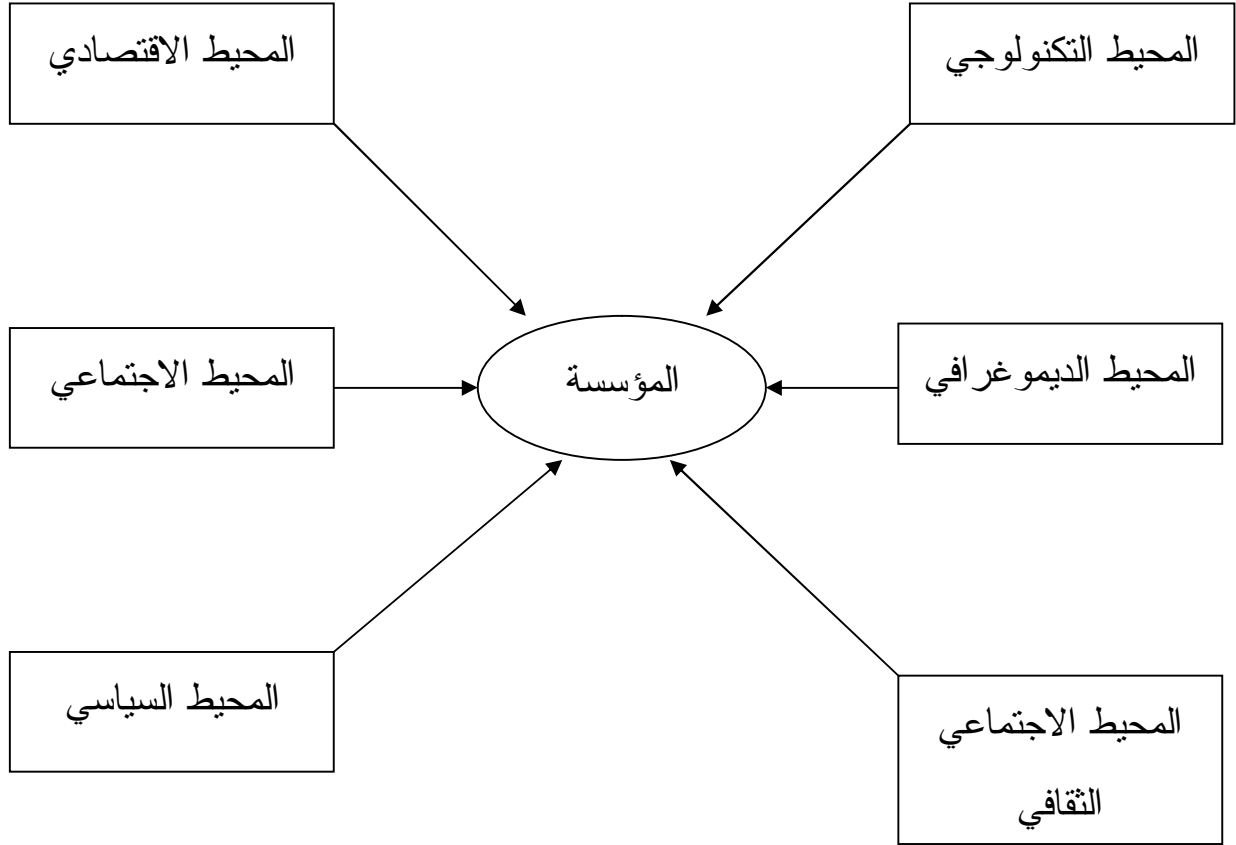 المحيط التكنولوجي
المحيط الاقتصادي
المحيط الديموغرافي
المؤسسة
المحيط الاجتماعي
المحيط الاجتماعي
الثقافي
المحيط السياسي